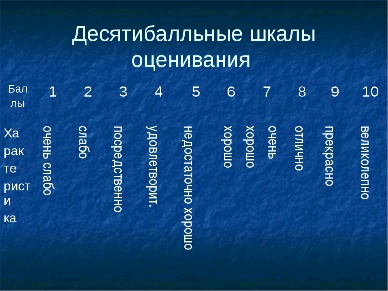 Десятибалльные шкалы
оценивания
Бал
лы
1 2 3 4 5 6 7 8 9 10
Ха
рак
те
рист
и
ка
очень слабо
слабо
посредственно
удовлетворит.
недостаточно хорошо
хорошо
очень
хорошо
отлично
прекрасно
великолепно